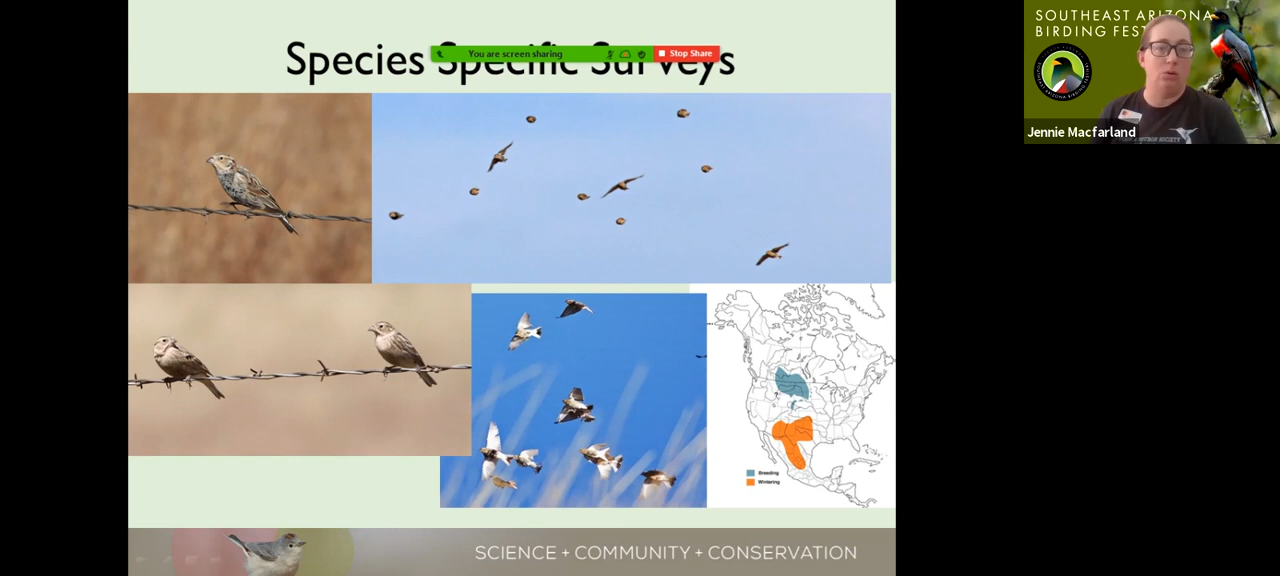 Species Specific Surveys
You are screen sharing
Stop Share
Breeding
Wintering
SCIENCE + COMMUNITY + CONSERVATION
SOUTHEAST ARIZONA
BIRDING FEST
Jennie Macfarland